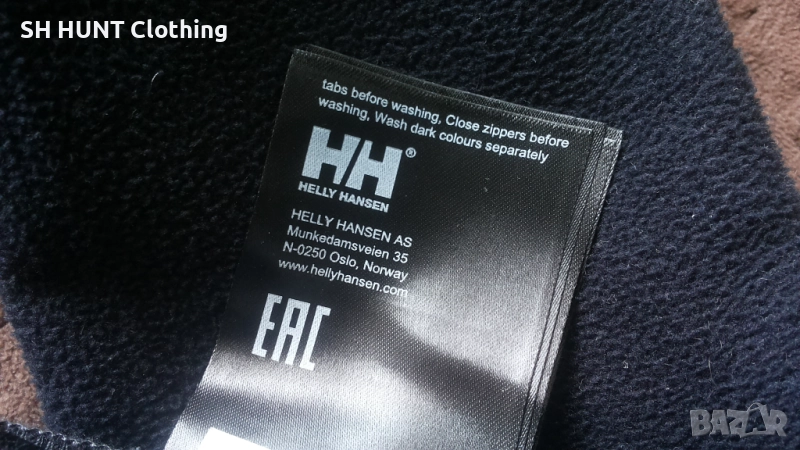 SH HUNT Clothing
tabs before washing, Close zippers before
washing, Wash dark colours separately
HH®
HELLY HANSEN
HELLY HANSEN AS
Munkedamsveien 35
N-0250 Oslo, Norway
www.hellyhansen.com
EAC
BAZAR